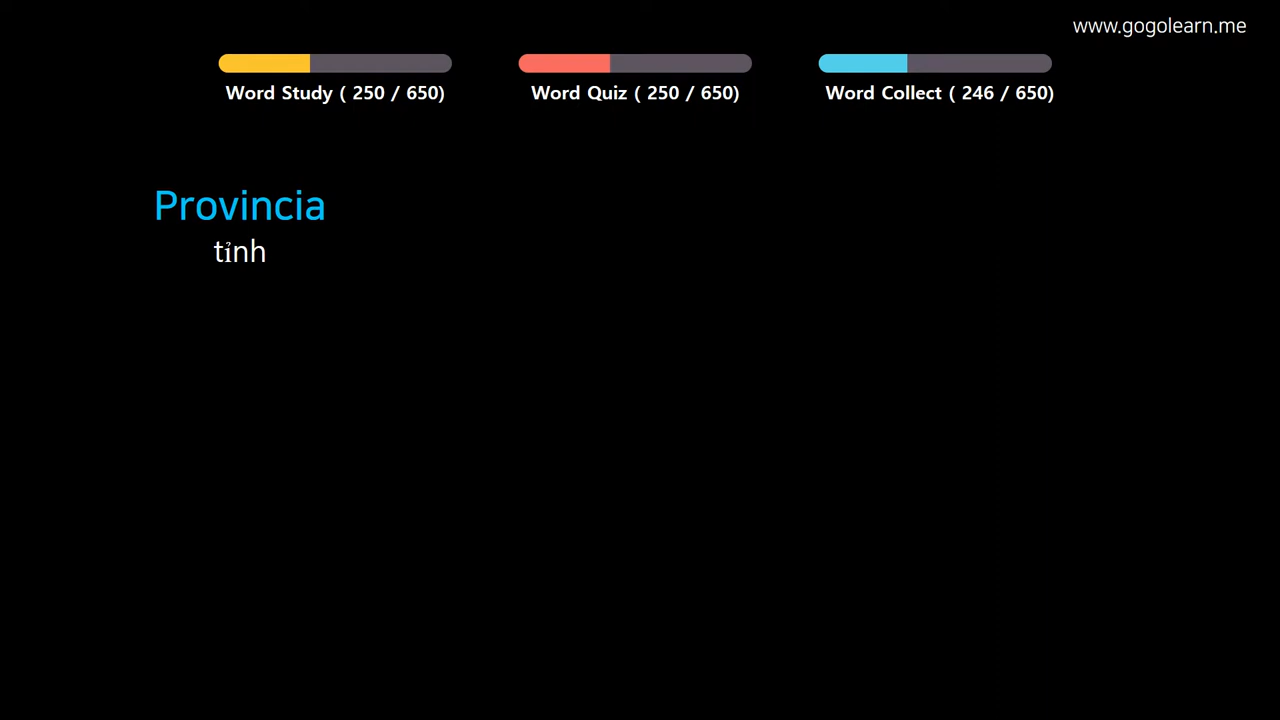 www.gogolearn.me
Word Study ( 250 / 650)
Word Quiz ( 250 / 650)
Word Collect ( 246 / 650)
Provincia
tỉnh